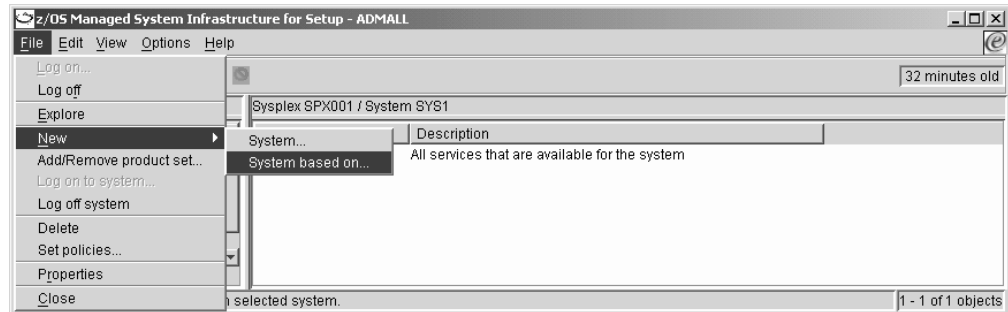 z/OS Managed System Infrastructure for Setup - ADMALL
File Edit View Options Help
Log on...
Log off
32 minutes old
Explore
Sysplex SPX001 / System SYS1
New
System...
Description
Add/Remove product set...
System based on...
All services that are available for the system
Log on to system...
Log off system
Delete
Set policies...
Properties
Close
selected system.
1 - 1 of 1 objects